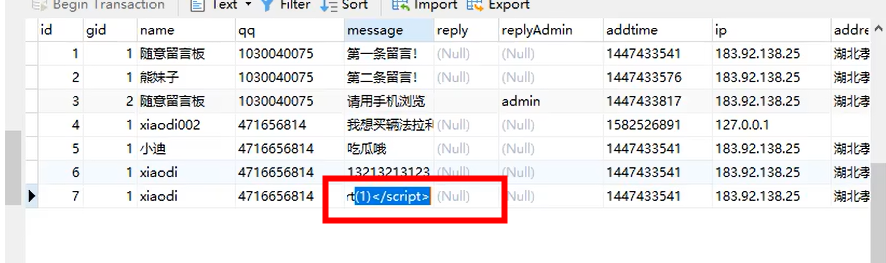 Begin Transaction Text Filter Sort Import Export
id gid name qq message reply replyAdmin addtime ip addre
1 1 随意留言板 1030040075 第一条留言! (Null) (Null) 1447433541 183.92.138.25 湖北孝
2 1 熊妹子 1030040075 第二条留言! (Null) (Null) 1447433576 183.92.138.25 湖北孝
3 2 随意留言板 1030040075 请用手机浏览 admin 1447433817 183.92.138.25 湖北孝
4 1 xiaodi002 471656814 我想买辆法拉利 (Null) (Null) 1582526891 127.0.0.1
5 1 小迪 4716656814 吃瓜哦 (Null) (Null) 1447433541 183.92.138.25 湖北孝
6 1 xiaodi 4716656814 13213213123 (Null) (Null) 1447433541 183.92.138.25 湖北孝
7 1 xiaodi 4716656814 rt(1)</script> (Null) (Null) 1447433541 183.92.138.25 湖北孝